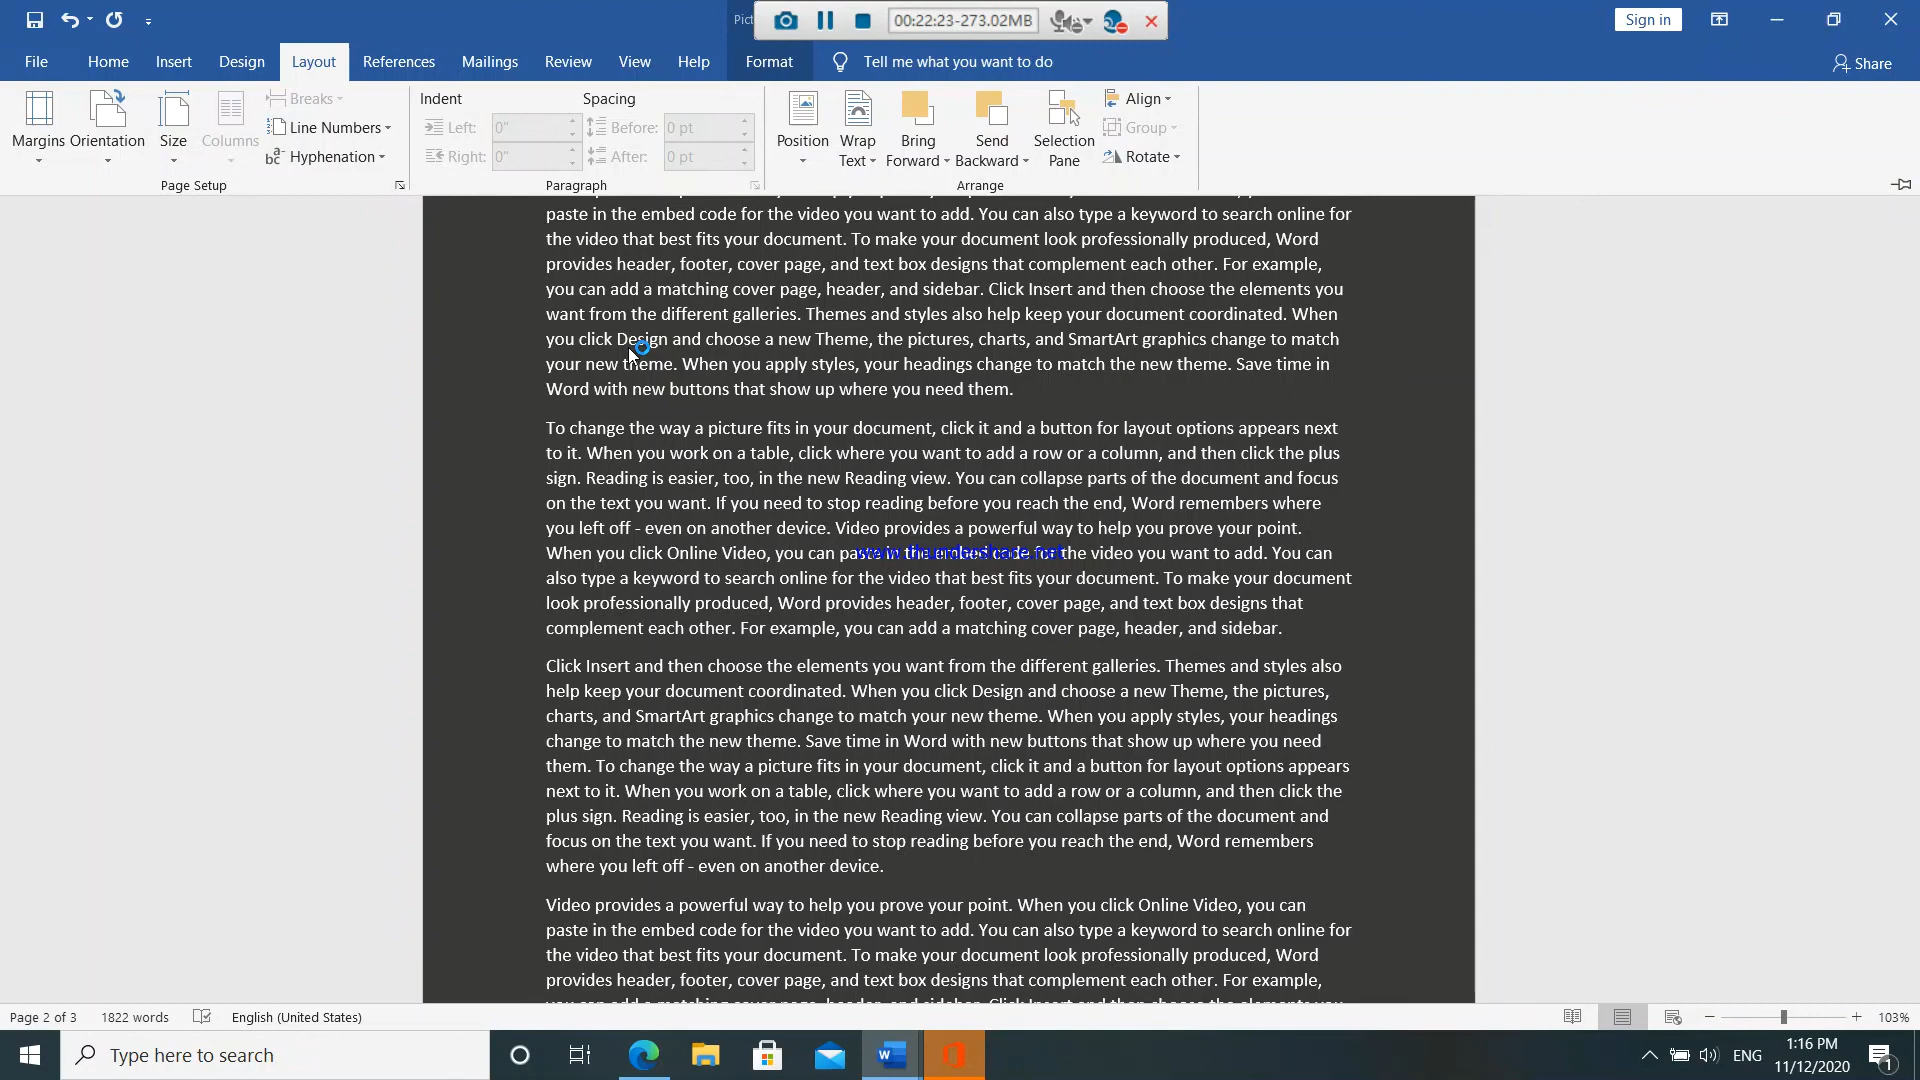 Pict
00:22:23-273.02MB
Sign in
File Home Insert Design Layout References Mailings Review View Help Format Tell me what you want to do Share
Margins
Orientation
Size
Columns
Breaks
Line Numbers
Hyphenation
Page Setup
Indent
Left: 0"
Right: 0"
Spacing
Before: 0 pt
After: 0 pt
Paragraph
Position
Wrap
Text
Bring
Forward
Send
Backward
Selection
Pane
Align
Group
Rotate
Arrange
paste in the embed code for the video you want to add. You can also type a keyword to search online for
the video that best fits your document. To make your document look professionally produced, Word
provides header, footer, cover page, and text box designs that complement each other. For example,
you can add a matching cover page, header, and sidebar. Click Insert and then choose the elements you
want from the different galleries. Themes and styles also help keep your document coordinated. When
you click Design and choose a new Theme, the pictures, charts, and SmartArt graphics change to match
your new theme. When you apply styles, your headings change to match the new theme. Save time in
Word with new buttons that show up where you need them.
To change the way a picture fits in your document, click it and a button for layout options appears next
to it. When you work on a table, click where you want to add a row or a column, and then click the plus
sign. Reading is easier, too, in the new Reading view. You can collapse parts of the document and focus
on the text you want. If you need to stop reading before you reach the end, Word remembers where
you left off - even on another device. Video provides a powerful way to help you prove your point.
When you click Online Video, you can paste in the embed code for the video you want to add. You can
www.thundershare.net
also type a keyword to search online for the video that best fits your document. To make your document
look professionally produced, Word provides header, footer, cover page, and text box designs that
complement each other. For example, you can add a matching cover page, header, and sidebar.
Click Insert and then choose the elements you want from the different galleries. Themes and styles also
help keep your document coordinated. When you click Design and choose a new Theme, the pictures,
charts, and SmartArt graphics change to match your new theme. When you apply styles, your headings
change to match the new theme. Save time in Word with new buttons that show up where you need
them. To change the way a picture fits in your document, click it and a button for layout options appears
next to it. When you work on a table, click where you want to add a row or a column, and then click the
plus sign. Reading is easier, too, in the new Reading view. You can collapse parts of the document and
focus on the text you want. If you need to stop reading before you reach the end, Word remembers
where you left off - even on another device.
Video provides a powerful way to help you prove your point. When you click Online Video, you can
paste in the embed code for the video you want to add. You can also type a keyword to search online for
the video that best fits your document. To make your document look professionally produced, Word
provides header, footer, cover page, and text box designs that complement each other. For example,
you can add a matching cover page, header, and sidebar. Click Insert and then choose the elements you
Page 2 of 3 1822 words English (United States) 103%
Type here to search
ENG
1:16 PM
11/12/2020
1